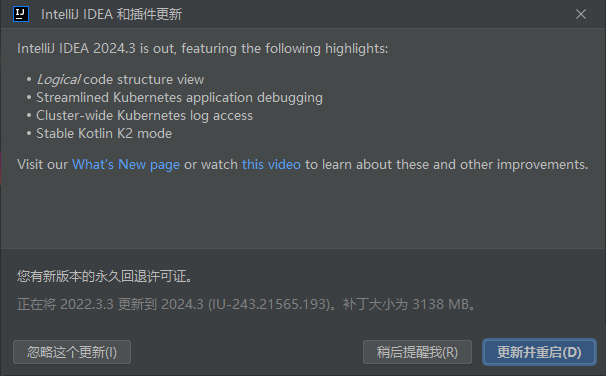 IJ
IntelliJ IDEA 和插件更新
IntelliJ IDEA 2024.3 is out, featuring the following highlights:
• Logical code structure view
• Streamlined Kubernetes application debugging
• Cluster-wide Kubernetes log access
• Stable Kotlin K2 mode
Visit our What's New page or watch this video to learn about these and other improvements.
您有新版本的永久回退许可证。
正在将 2022.3.3 更新到 2024.3 (IU-243.21565.193)。补丁大小为 3138 MB。
忽略这个更新(I)
稍后提醒我(R)
更新并重启(D)